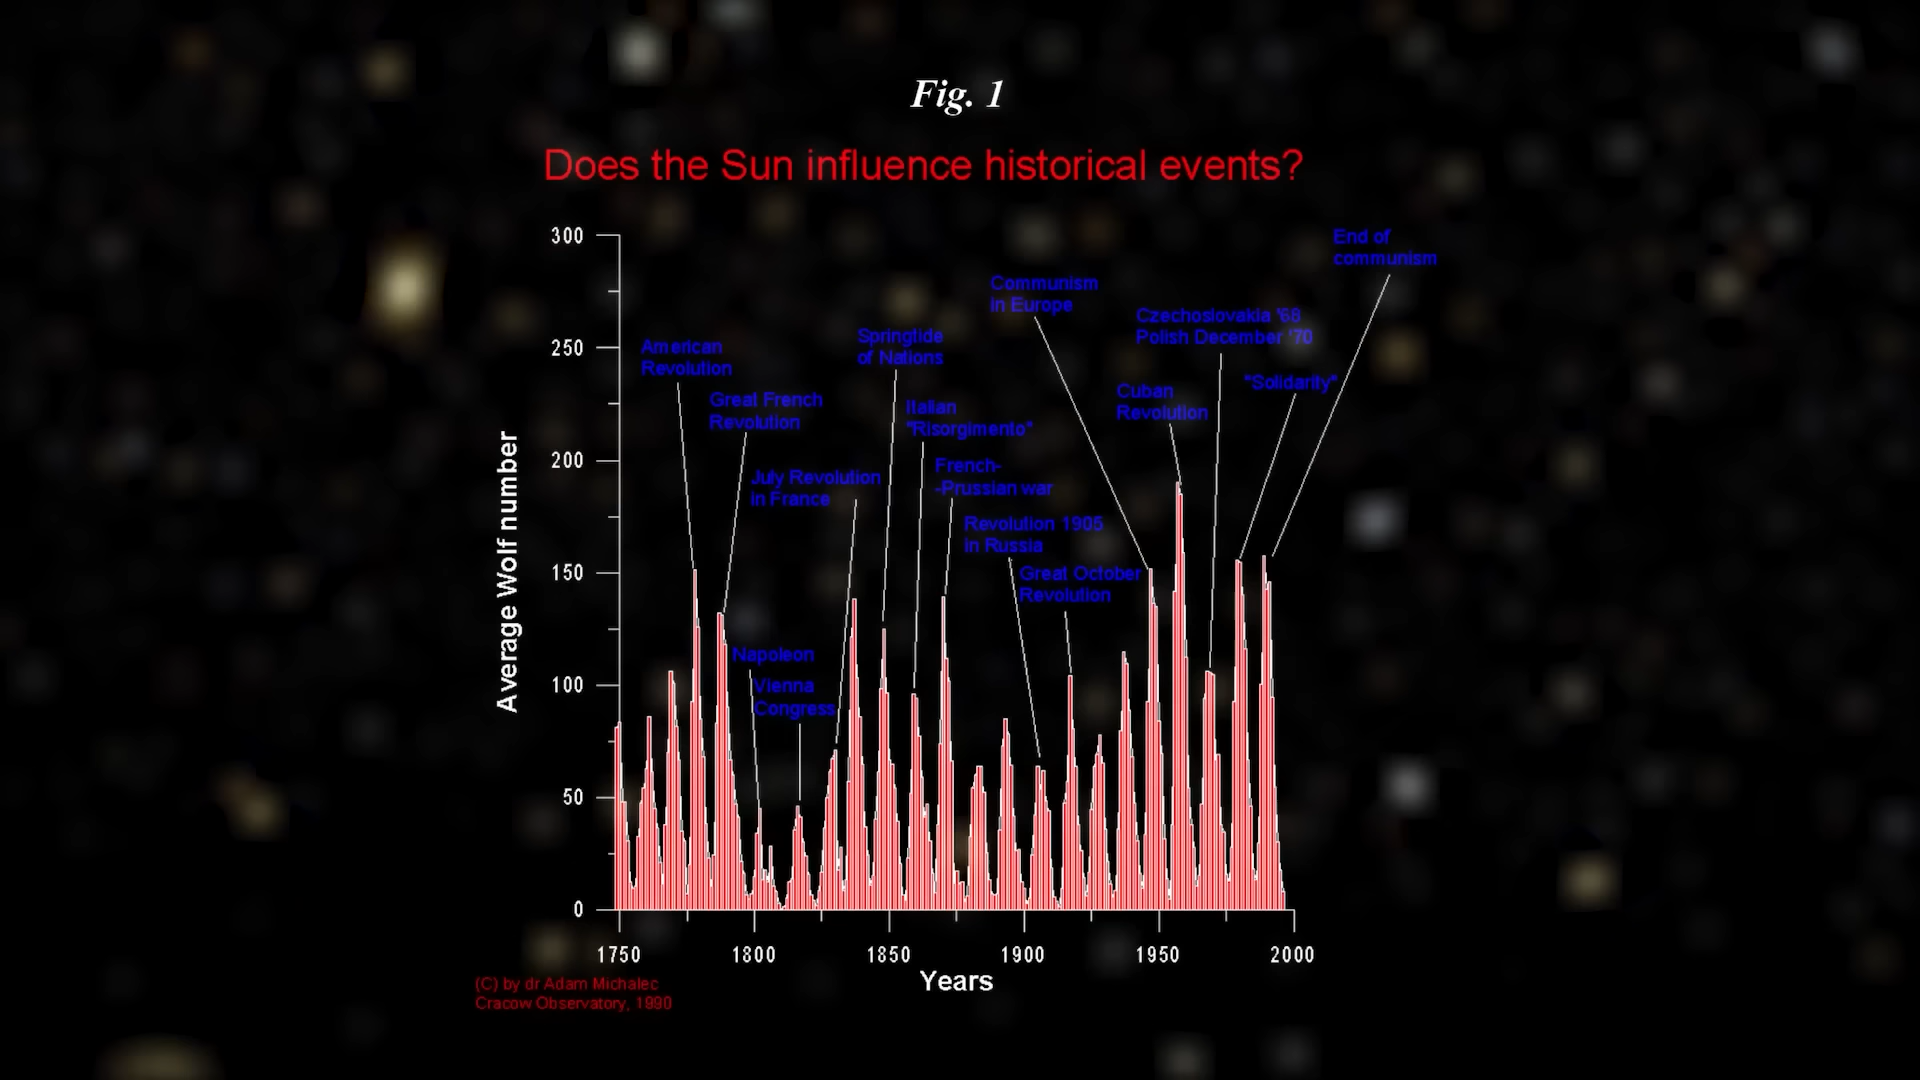 Fig. 1
Does the Sun influence historical events?
300
250
200
150
100
50
0
Average Wolf number
American
Revolution
Great French
Revolution
July Revolution
in France
Napoleon
Vienna
Congress
Springtide
of Nations
Italian
"Risorgimento"
French-
-Prussian war
Revolution 1905
in Russia
Great October
Revolution
Communism
in Europe
Cuban
Revolution
Czechoslovakia '68
Polish December '70
"Solidarity"
End of
communism
1750
1800
1850
1900
1950
2000
Years
(C) by dr Adam Michalec
Cracow Observatory, 1990